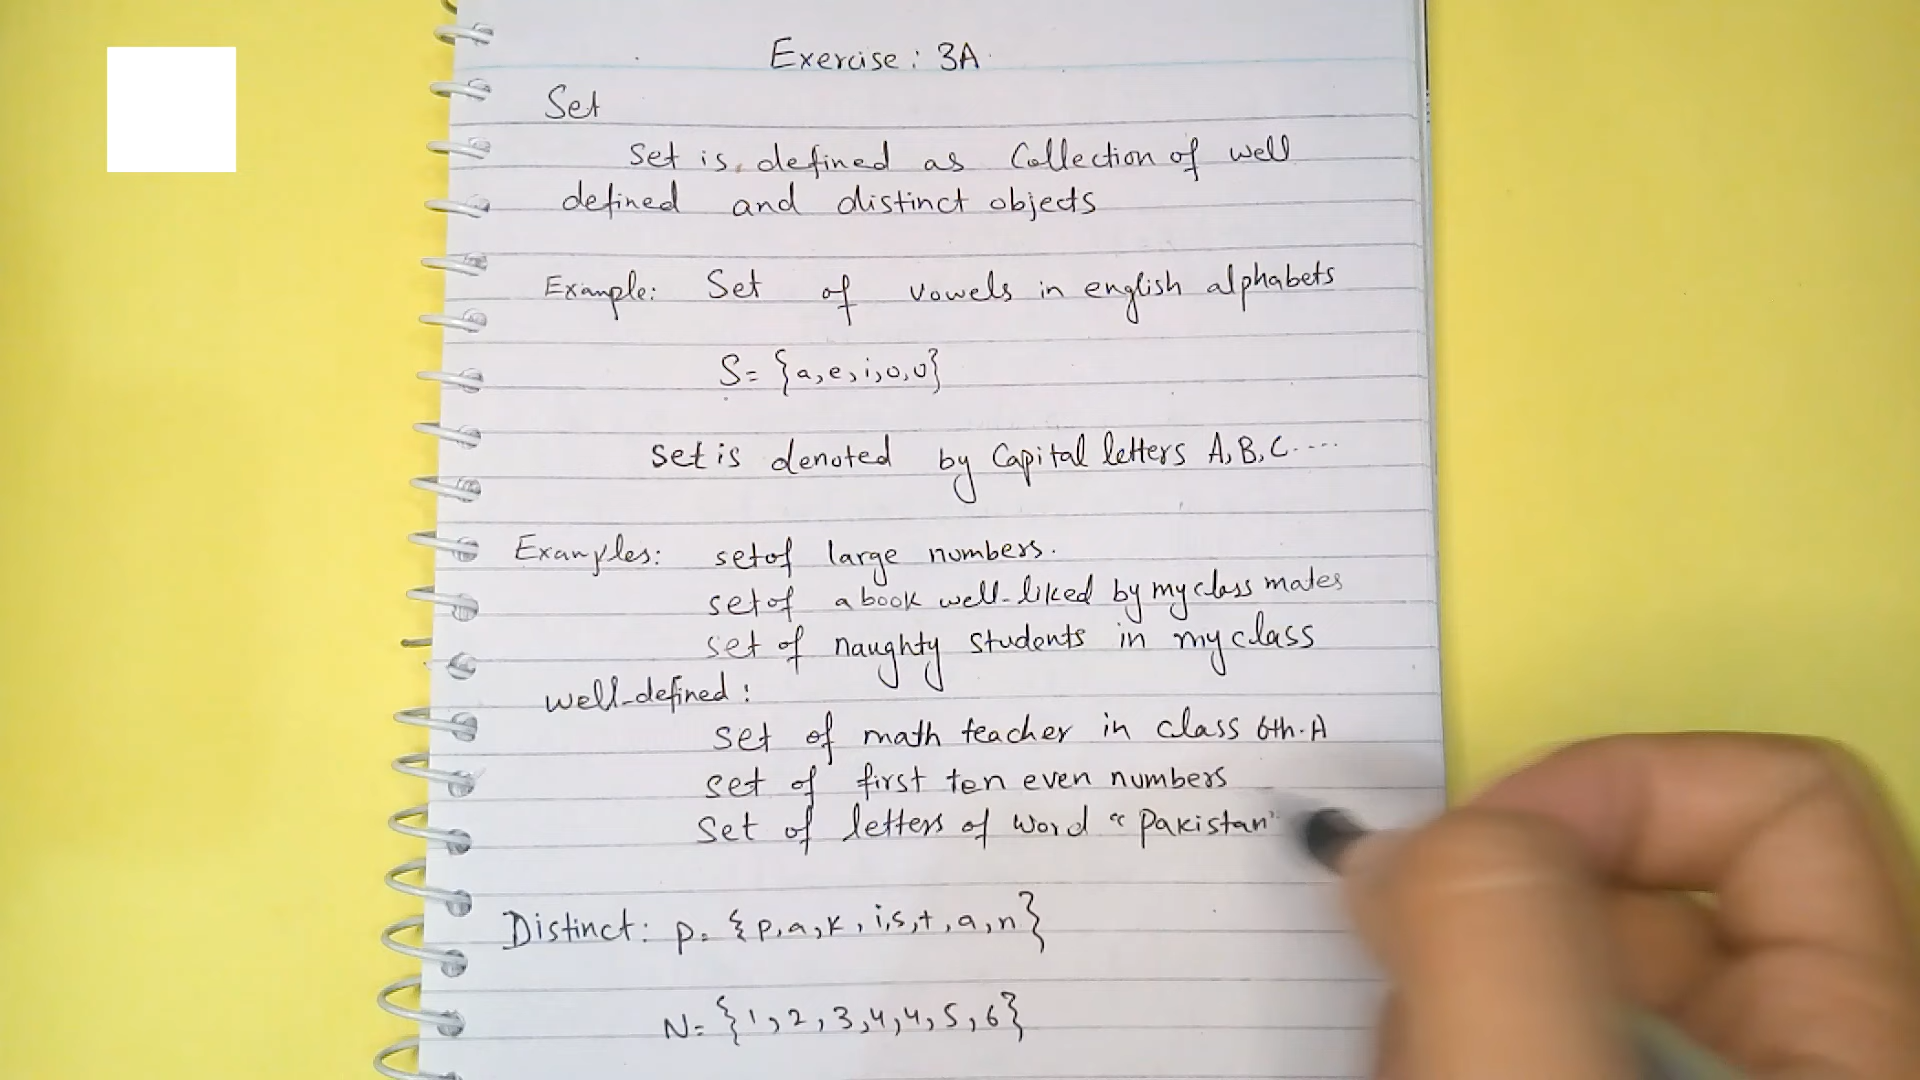 Exercise: 3A
Set
Set is defined as Collection of well
defined and distinct objects
Example: Set of vowels in english alphabets
S= {a,e,i,o,u}
set is denoted by Capital letters A,B,C....
Examples: set of large numbers.
set of a book well-liked by my class mates
set of naughty students in my class
well-defined:
set of math teacher in class 6th.A
set of first ten even numbers
Set of letters of word "Pakistan"
Distinct: p= {p,a,k,i,s,t,a,n}
N= {1,2,3,4,4,5,6}